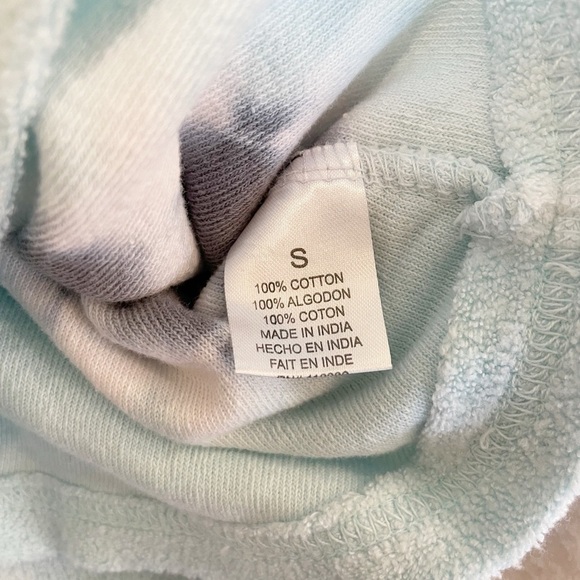 S
100% COTTON
100% ALGODON
100% COTON
MADE IN INDIA
HECHO EN INDIA
FAIT EN INDE